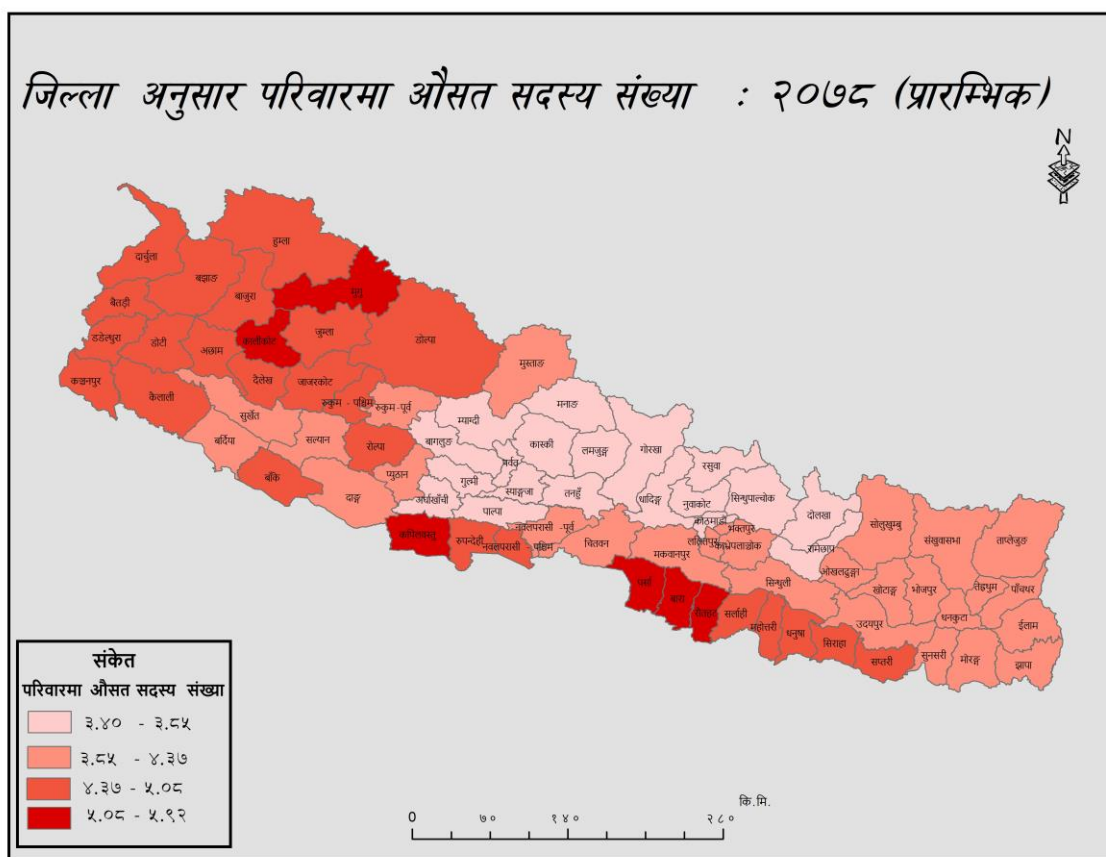 जिल्ला अनुसार परिवारमा औसत सदस्य संख्या : २०७८ (प्रारम्भिक)
N
हुम्ला
दार्चुला
बझाङ
बाजुरा
मुगु
बैतडी
डडेल्धुरा
डोटी
अछाम
कालीकोट
जुम्ला
डोल्पा
कञ्चनपुर
कैलाली
दैलेख
जाजरकोट
रुकुम - पश्चिम
रुकुम -पूर्व
मुस्ताङ
सुर्खेत
बर्दिया
सल्यान
रोल्पा
बाँके
दाङ्ग
प्युठान
म्याग्दी
मनाङ
बागलुङ
कास्की
लमजुङ्ग
गोरखा
पर्वत
गुल्मी
स्याङ्गजा
तनहुँ
अर्घाखाँची
पाल्पा
धादिङ्ग
रसुवा
नुवाकोट
सिन्धुपाल्चोक
काठमाडौं
भक्तपुर
ललितपुर
काभ्रेपलाञ्चोक
दोलखा
रामेछाप
सोलुखुम्बु
संखुवासभा
ताप्लेजुङ
कपिलवस्तु
रुपन्देही
नवलपरासी - पूर्व
नवलपरासी - पश्चिम
चितवन
मकवानपुर
सिन्धुली
ओखलढुङ्गा
खोटाङ्ग
भोजपुर
तेह्रथुम
पाँचथर
धनकुटा
ईलाम
उदयपुर
पर्सा
बारा
रौतहट
सर्लाही
महोत्तरी
धनुषा
सिराहा
सप्तरी
सुनसरी
मोरङ्ग
झापा
संकेत
परिवारमा औसत सदस्य संख्या
३.४० - ३.८५
३.८५ - ४.३७
४.३७ - ५.०८
५.०८ - ५.९२
कि.मि.
0 ७० १४० २८०